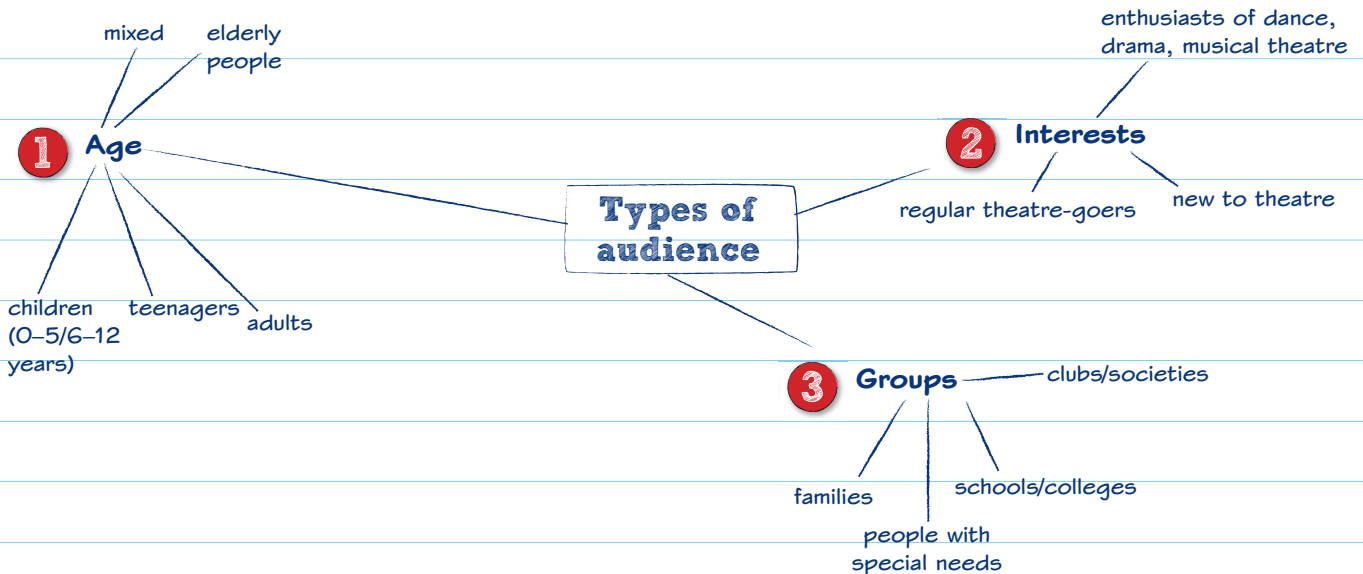 Types of
audience
1
Age
mixed
elderly
people
children
(0–5/6–12
years)
teenagers
adults
2
Interests
enthusiasts of dance,
drama, musical theatre
regular theatre-goers
new to theatre
3
Groups
clubs/societies
families
people with
special needs
schools/colleges